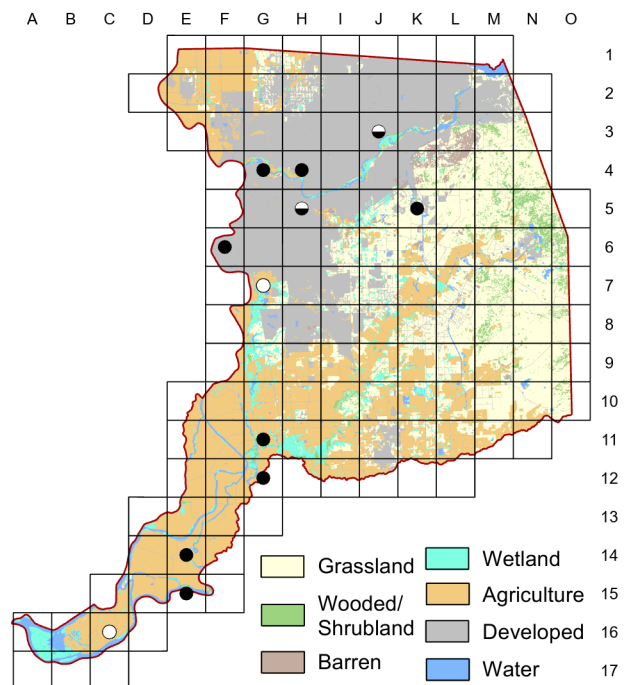 A B C D E F G H I J K L M N O
1
2
3
4
5
6
7
8
9
10
11
12
13
14
15
16
17
Grassland
Wooded/
Shrubland
Barren
Wetland
Agriculture
Developed
Water